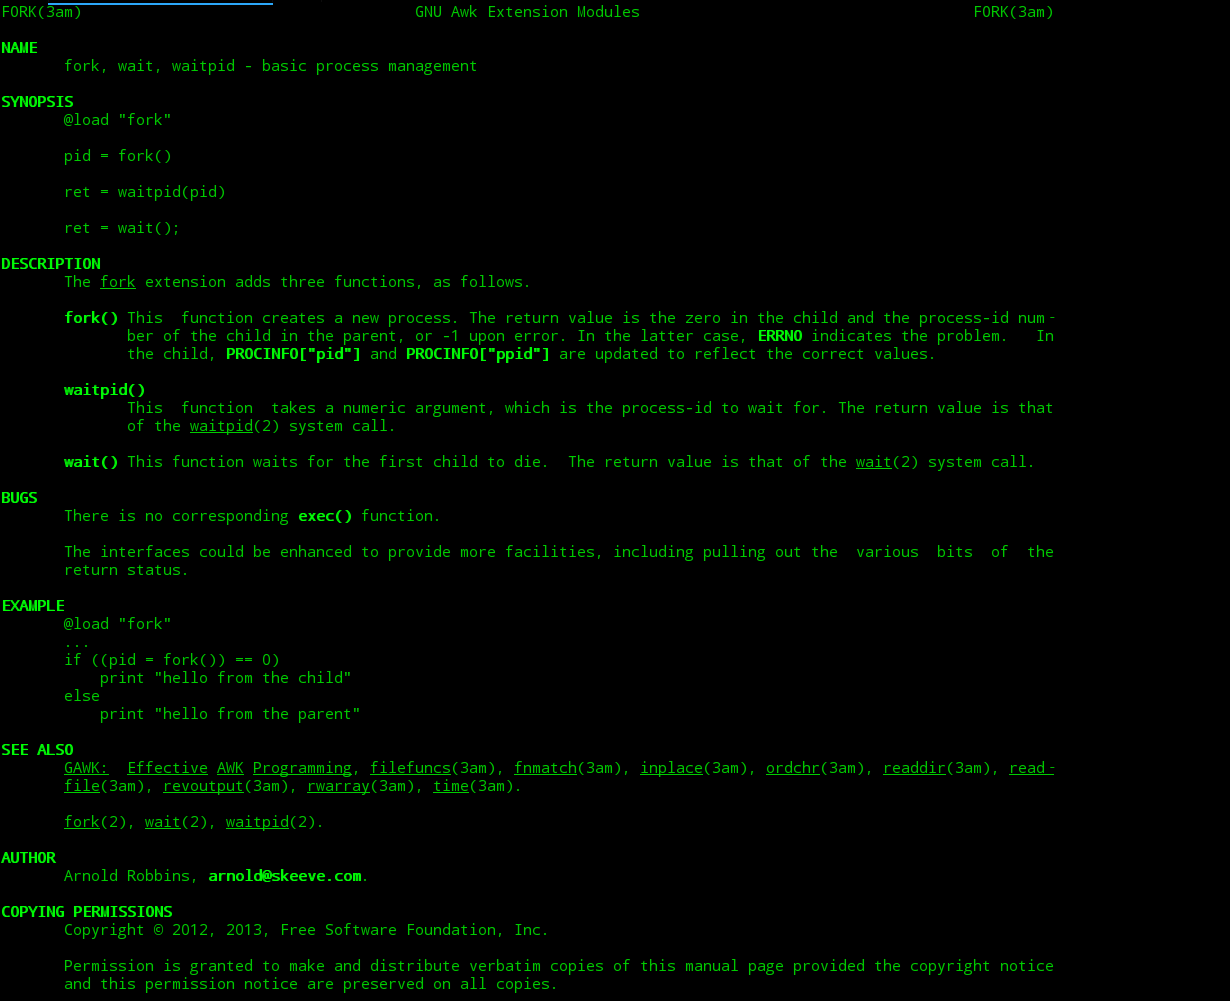 FORK(3am)                                     GNU Awk Extension Modules                                     FORK(3am)

NAME
       fork, wait, waitpid - basic process management

SYNOPSIS
       @load "fork"

       pid = fork()

       ret = waitpid(pid)

       ret = wait();

DESCRIPTION
       The fork extension adds three functions, as follows.

       fork() This  function creates a new process. The return value is the zero in the child and the process-id num-
              ber of the child in the parent, or -1 upon error. In the latter case, ERRNO indicates the problem.   In
              the child, PROCINFO["pid"] and PROCINFO["ppid"] are updated to reflect the correct values.

       waitpid()
              This  function  takes a numeric argument, which is the process-id to wait for. The return value is that
              of the waitpid(2) system call.

       wait() This function waits for the first child to die.  The return value is that of the wait(2) system call.

BUGS
       There is no corresponding exec() function.

       The interfaces could be enhanced to provide more facilities, including pulling out the  various  bits  of  the
       return status.

EXAMPLE
       @load "fork"
       ...
       if ((pid = fork()) == 0)
           print "hello from the child"
       else
           print "hello from the parent"

SEE ALSO
       GAWK:  Effective AWK Programming, filefuncs(3am), fnmatch(3am), inplace(3am), ordchr(3am), readdir(3am), read-
       file(3am), revoutput(3am), rwarray(3am), time(3am).

       fork(2), wait(2), waitpid(2).

AUTHOR
       Arnold Robbins, arnold@skeeve.com.

COPYING PERMISSIONS
       Copyright © 2012, 2013, Free Software Foundation, Inc.

       Permission is granted to make and distribute verbatim copies of this manual page provided the copyright notice
       and this permission notice are preserved on all copies.